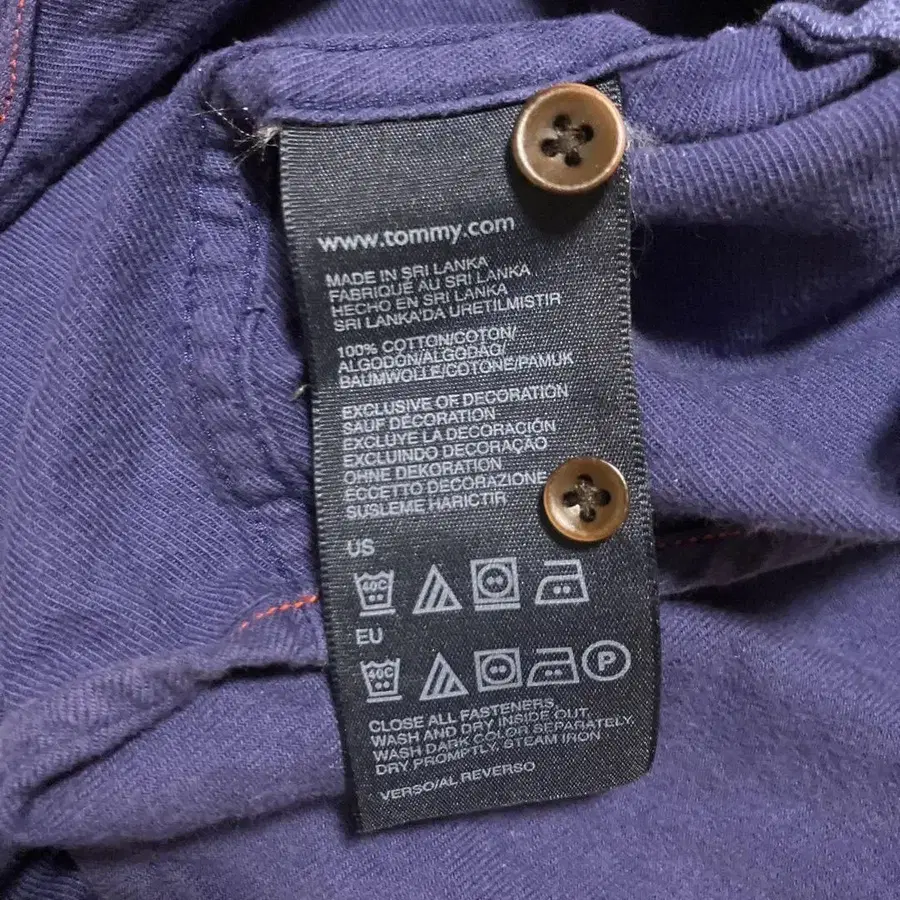 www.tommy.com
MADE IN SRI LANKA
FABRIQUÉ AU SRI LANKA
HECHO EN SRI LANKA
SRI LANKA'DA URETILMISTIR
100% COTTON/COTON/
ALGODÓN/ALGODÃO/
BAUMWOLLE/COTONE/PAMUK
EXCLUSIVE OF DECORATION
SAUF DÉCORATION
EXCLUYE LA DECORACIÓN
EXCLUINDO DECORAÇÃO
OHNE DEKORATION
ECCETTO DECORAZIONE
SUSLEME HARICTIR
US
40C
EU
40C P
CLOSE ALL FASTENERS,
WASH AND DRY INSIDE OUT,
WASH DARK COLOR SEPARATELY,
DRY PROMPTLY, STEAM IRON
VERSO/AL REVERSO